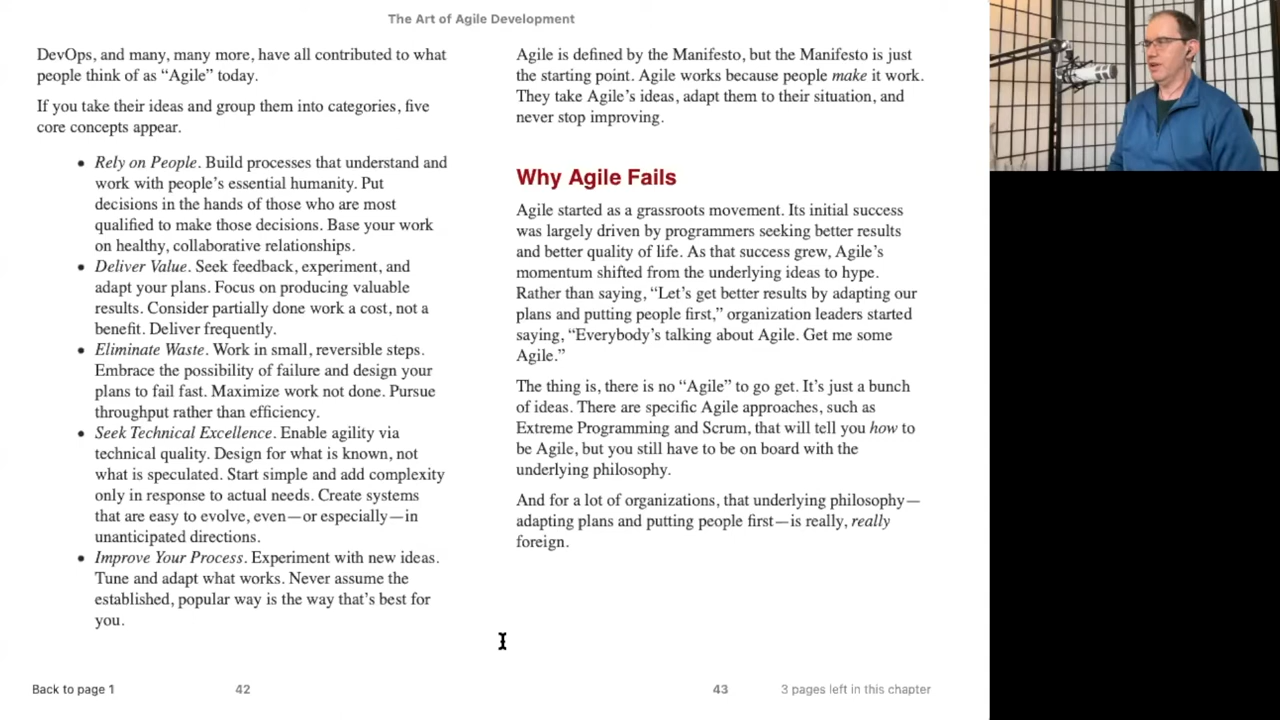 The Art of Agile Development
DevOps, and many, many more, have all contributed to what
people think of as “Agile” today.
If you take their ideas and group them into categories, five
core concepts appear.
• Rely on People. Build processes that understand and
work with people’s essential humanity. Put
decisions in the hands of those who are most
qualified to make those decisions. Base your work
on healthy, collaborative relationships.
• Deliver Value. Seek feedback, experiment, and
adapt your plans. Focus on producing valuable
results. Consider partially done work a cost, not a
benefit. Deliver frequently.
• Eliminate Waste. Work in small, reversible steps.
Embrace the possibility of failure and design your
plans to fail fast. Maximize work not done. Pursue
throughput rather than efficiency.
• Seek Technical Excellence. Enable agility via
technical quality. Design for what is known, not
what is speculated. Start simple and add complexity
only in response to actual needs. Create systems
that are easy to evolve, even—or especially—in
unanticipated directions.
• Improve Your Process. Experiment with new ideas.
Tune and adapt what works. Never assume the
established, popular way is the way that’s best for
you.
Back to page 1
42
Agile is defined by the Manifesto, but the Manifesto is just
the starting point. Agile works because people make it work.
They take Agile’s ideas, adapt them to their situation, and
never stop improving.
Why Agile Fails
Agile started as a grassroots movement. Its initial success
was largely driven by programmers seeking better results
and better quality of life. As that success grew, Agile’s
momentum shifted from the underlying ideas to hype.
Rather than saying, “Let’s get better results by adapting our
plans and putting people first,” organization leaders started
saying, “Everybody’s talking about Agile. Get me some
Agile.”
The thing is, there is no “Agile” to go get. It’s just a bunch
of ideas. There are specific Agile approaches, such as
Extreme Programming and Scrum, that will tell you how to
be Agile, but you still have to be on board with the
underlying philosophy.
And for a lot of organizations, that underlying philosophy—
adapting plans and putting people first—is really, really
foreign.
43
3 pages left in this chapter